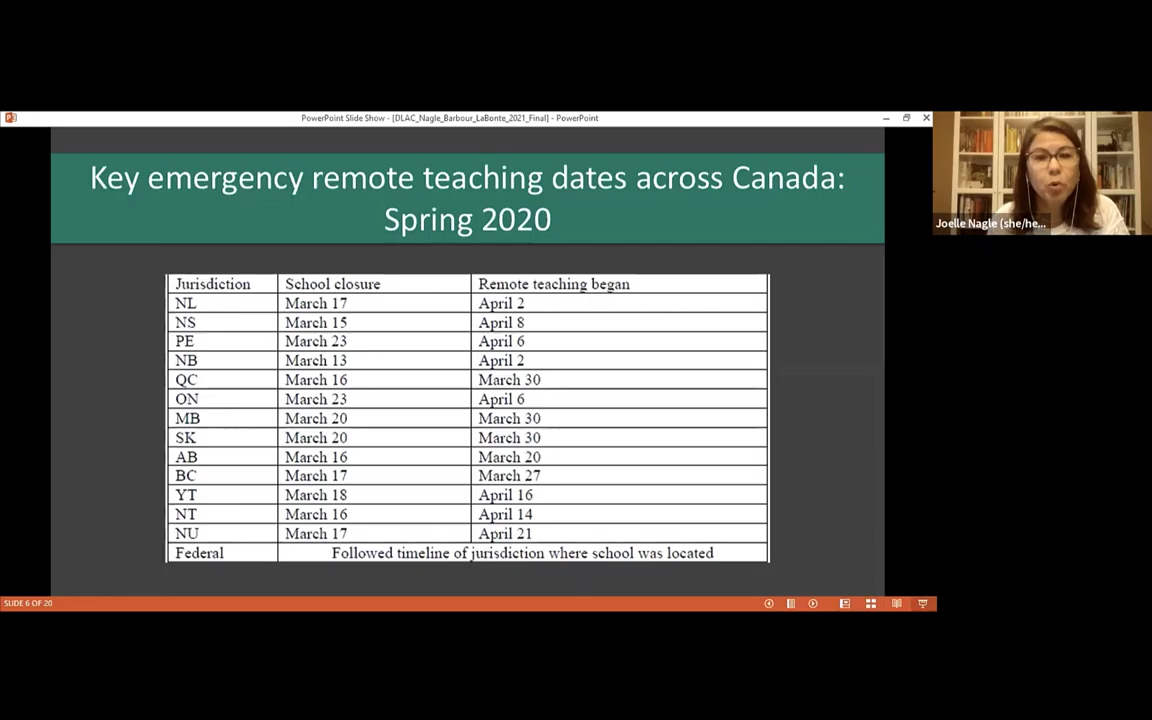 PowerPoint Slide Show - [DLAC_Nagle_Barbour_LaBonte_2021_Final] - PowerPoint
Key emergency remote teaching dates across Canada:
Spring 2020
Jurisdiction School closure Remote teaching began
NL March 17 April 2
NS March 15 April 8
PE March 23 April 6
NB March 13 April 2
QC March 16 March 30
ON March 23 April 6
MB March 20 March 30
SK March 20 March 30
AB March 16 March 20
BC March 17 March 27
YT March 18 April 16
NT March 16 April 14
NU March 17 April 21
Federal Followed timeline of jurisdiction where school was located
SLIDE 6 OF 20
Joelle Nagle (she/he...